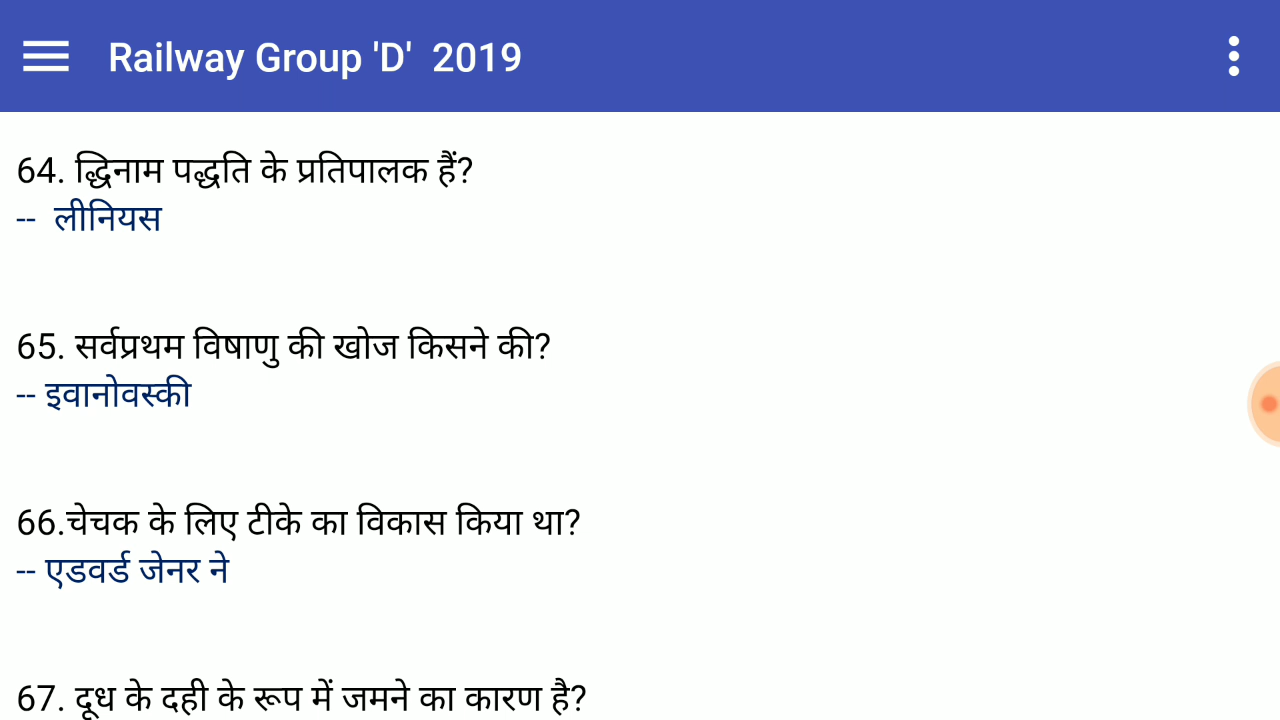 Railway Group 'D' 2019
64. द्धिनाम पद्धति के प्रतिपालक हैं?
-- लीनियस
65. सर्वप्रथम विषाणु की खोज किसने की?
-- इवानोवस्की
66.चेचक के लिए टीके का विकास किया था?
-- एडवर्ड जेनर ने
67. दूध के दही के रूप में जमने का कारण है?